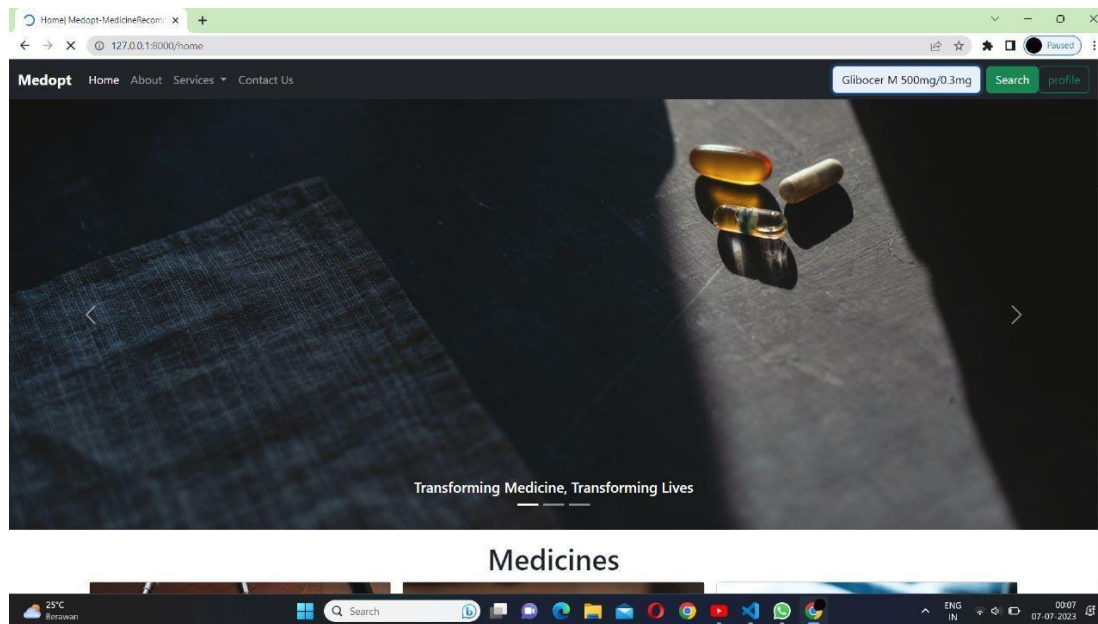 Home| Medopt-MedicineRecom
127.0.0.1:8000/home
Paused
Medopt Home About Services Contact Us Glibocer M 500mg/0.3mg Search profile
Transforming Medicine, Transforming Lives
Medicines
25°C
Berawan
Search
ENG
IN
00:07
07-07-2023